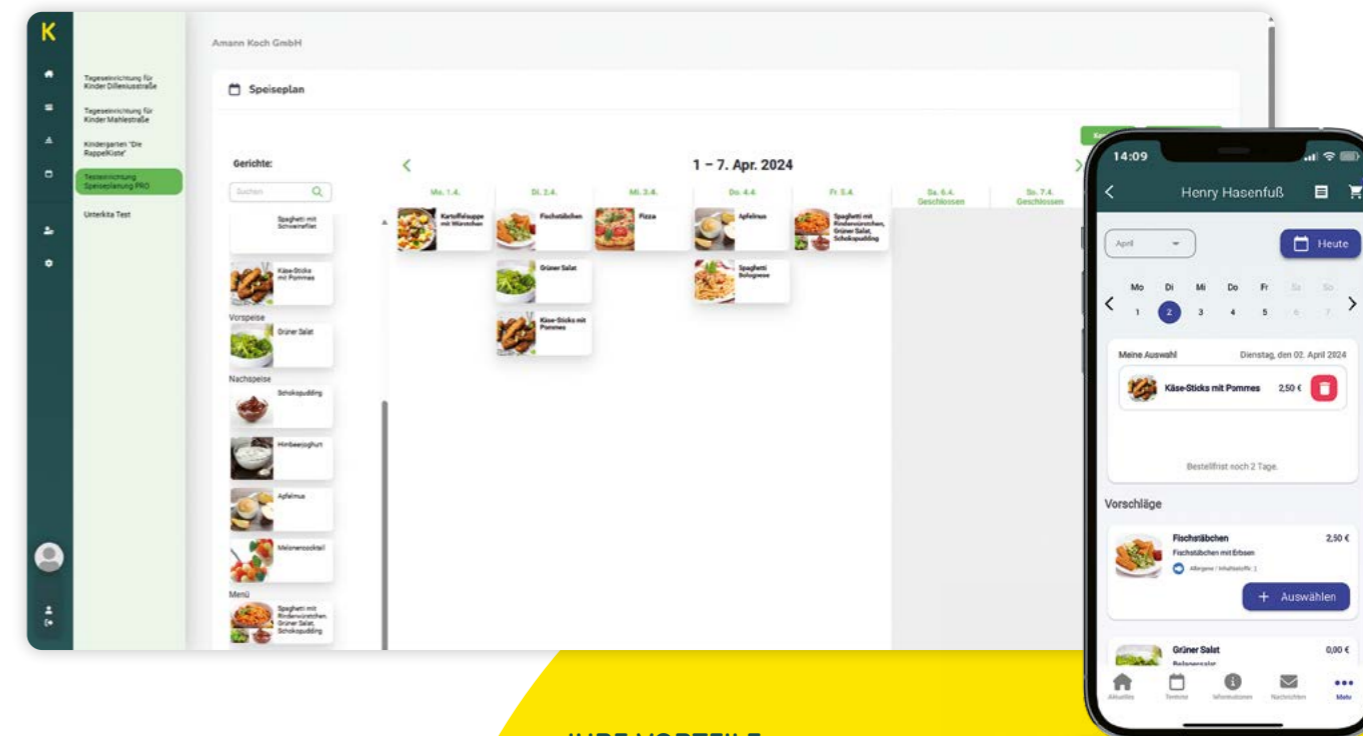 K
Amann Koch GmbH
Tageseinrichtung für
Kinder Dilleniusstraße
Tageseinrichtung für
Kinder Mahlestraße
Kindergarten "Die
RappelKiste"
Testeinrichtung
Speiseplanung PRO
Unterkita Test
Speiseplan
Gerichte:
Suchen
1 – 7. Apr. 2024
Mo. 1.4.
Di. 2.4.
Mi. 3.4.
Do. 4.4.
Fr. 5.4.
Sa. 6.4.
Geschlossen
So. 7.4.
Geschlossen
Spaghetti mit
Schweinefilet
Käse-Sticks
mit Pommes
Vorspeise
Grüner Salat
Nachspeise
Schokopudding
Himbeerjoghurt
Apfelmus
Melonencocktail
Menü
Spaghetti mit
Rinderwürstchen,
Grüner Salat,
Schokopudding
Kartoffelsuppe
mit Würstchen
Fischstäbchen
Grüner Salat
Käse-Sticks mit
Pommes
Pizza
Apfelmus
Spaghetti
Bolognese
Spaghetti mit
Rinderwürstchen,
Grüner Salat,
Schokopudding
14:09
Henry Hasenfuß
April
Heute
Mo Di Mi Do Fr Sa So
1 2 3 4 5 6 7
Meine Auswahl Dienstag, den 02. April 2024
Käse-Sticks mit Pommes 2,50 €
Bestellfrist noch 2 Tage.
Vorschläge
Fischstäbchen 2,50 €
Fischstäbchen mit Erbsen
Allergene / Inhaltsstoffe
+ Auswählen
Grüner Salat 0,00 €
Beilagensalat
Aktuelles Termine Informationen Nachrichten Mehr
IHRE VORTEILE